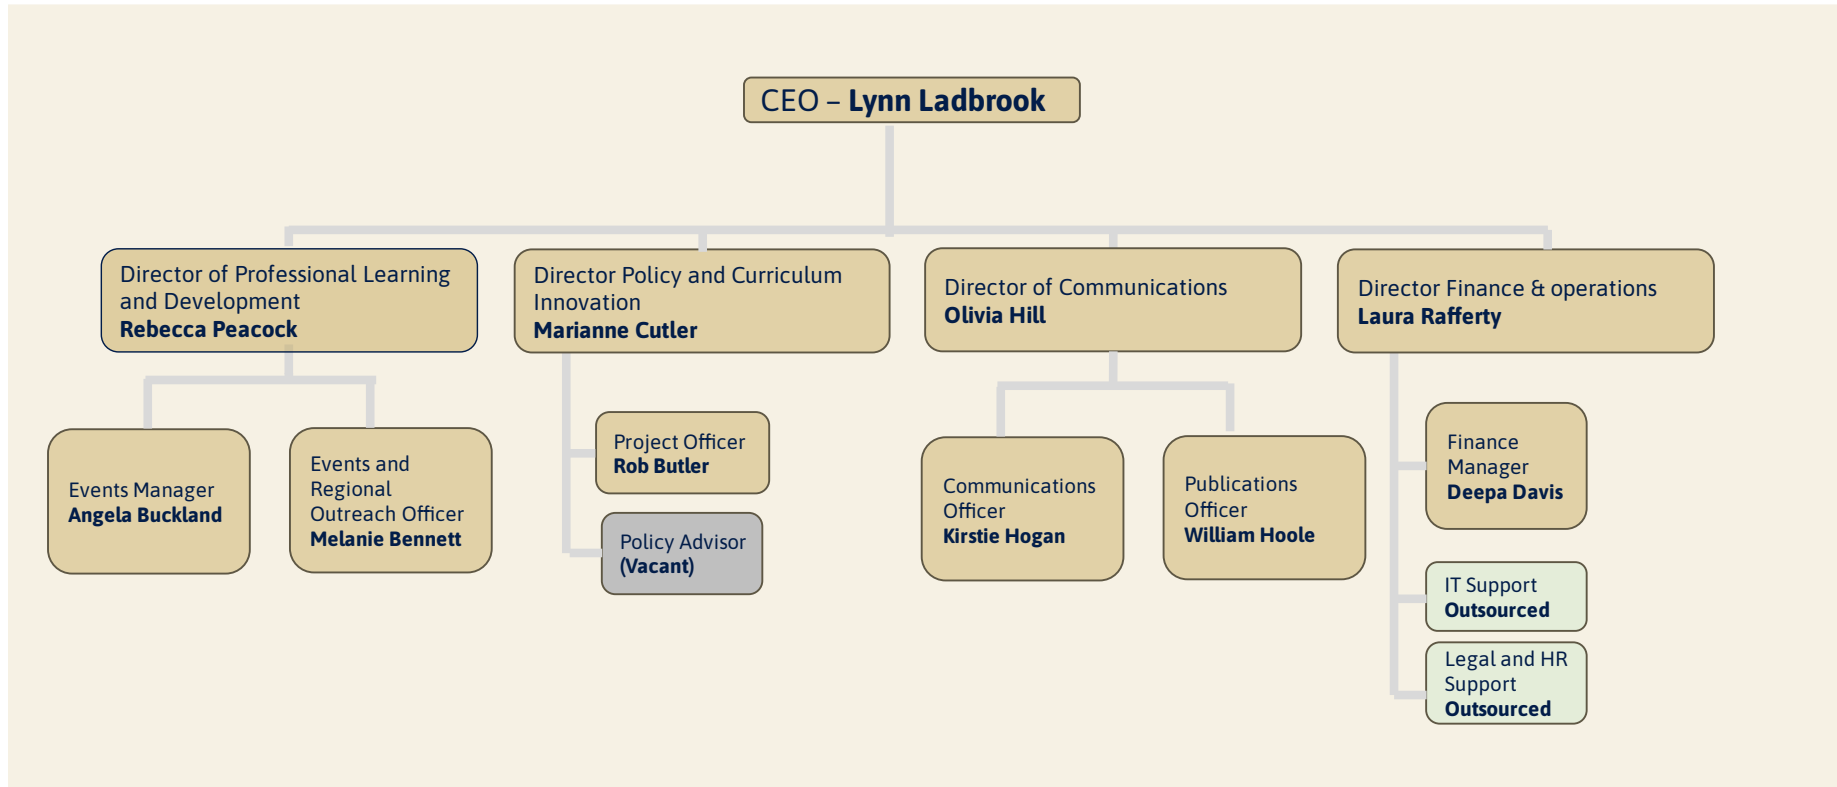 CEO – Lynn Ladbrook
Director of Professional Learning
and Development
Rebecca Peacock
Director Policy and Curriculum
Innovation
Marianne Cutler
Director of Communications
Olivia Hill
Director Finance & operations
Laura Rafferty
Events Manager
Angela Buckland
Events and
Regional
Outreach Officer
Melanie Bennett
Project Officer
Rob Butler
Policy Advisor
(Vacant)
Communications
Officer
Kirstie Hogan
Publications
Officer
William Hoole
Finance
Manager
Deepa Davis
IT Support
Outsourced
Legal and HR
Support
Outsourced